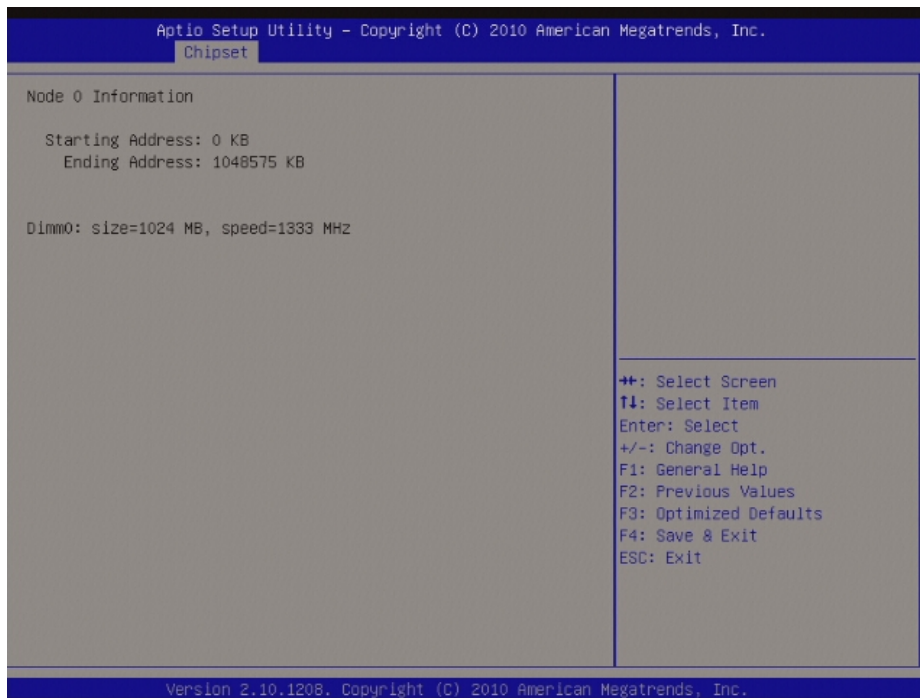 Aptio Setup Utility – Copyright (C) 2010 American Megatrends, Inc.
Chipset
Node 0 Information
Starting Address: 0 KB
Ending Address: 1048575 KB
Dimm0: size=1024 MB, speed=1333 MHz
→←: Select Screen
↑↓: Select Item
Enter: Select
+/-: Change Opt.
F1: General Help
F2: Previous Values
F3: Optimized Defaults
F4: Save & Exit
ESC: Exit
Version 2.10.1208. Copyright (C) 2010 American Megatrends, Inc.